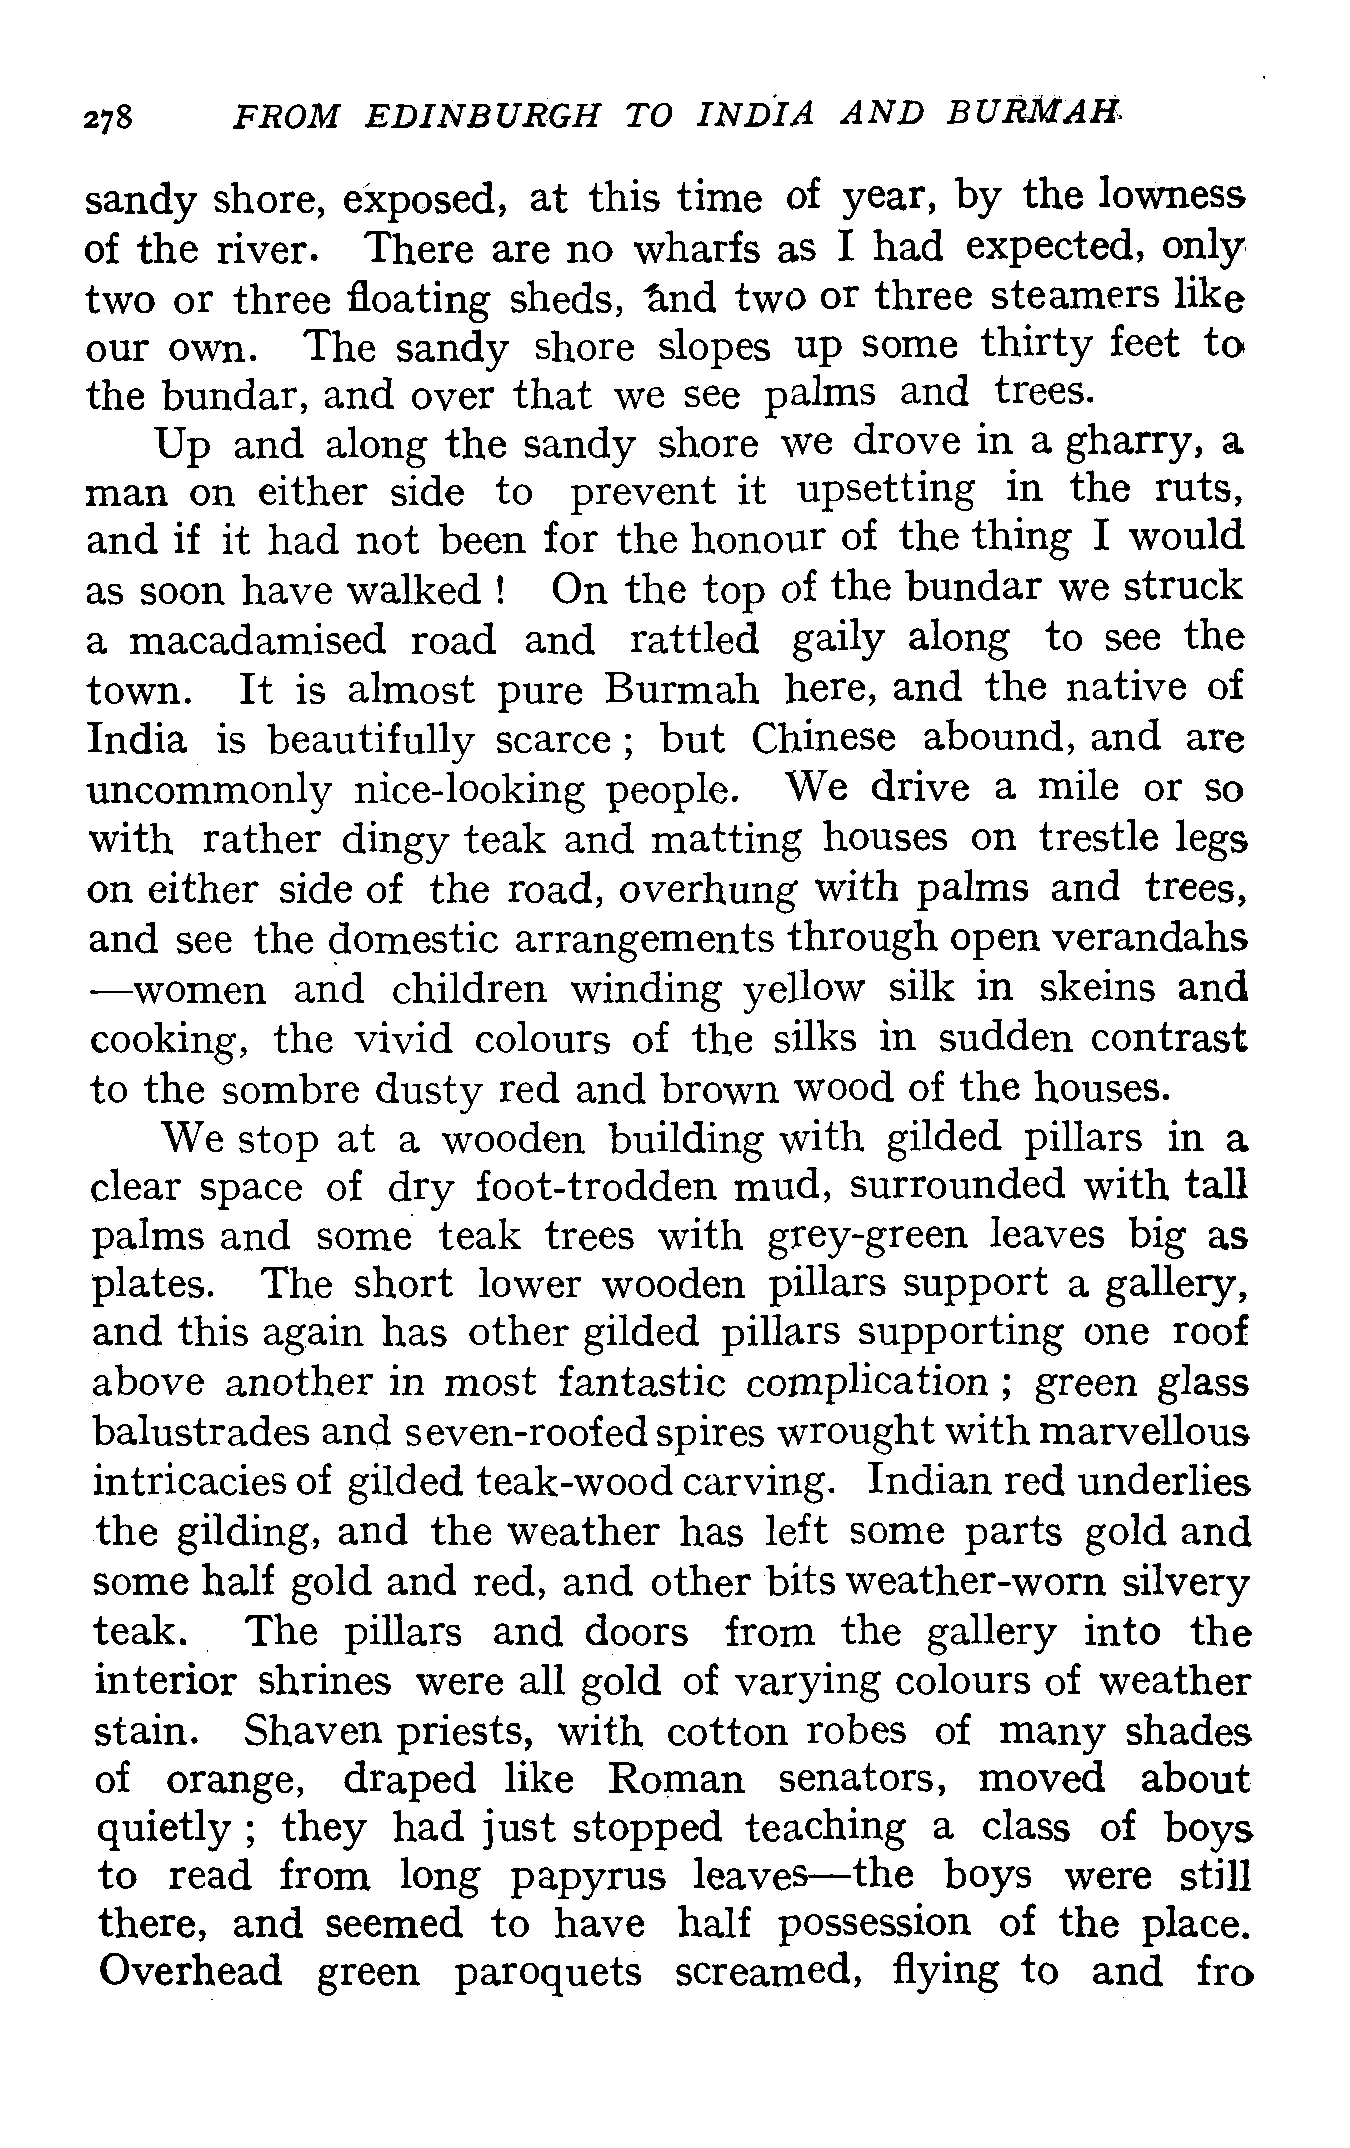 278 FROM EDINBURGH TO INDIA AND BURMAH
sandy shore, exposed, at this time of year, by the lowness
of the river. There are no wharfs as I had expected, only
two or three floating sheds, and two or three steamers like
our own. The sandy shore slopes up some thirty feet to
the bundar, and over that we see palms and trees.
Up and along the sandy shore we drove in a gharry, a
man on either side to prevent it upsetting in the ruts,
and if it had not been for the honour of the thing I would
as soon have walked ! On the top of the bundar we struck
a macadamised road and rattled gaily along to see the
town. It is almost pure Burmah here, and the native of
India is beautifully scarce ; but Chinese abound, and are
uncommonly nice-looking people. We drive a mile or so
with rather dingy teak and matting houses on trestle legs
on either side of the road, overhung with palms and trees,
and see the domestic arrangements through open verandahs
—women and children winding yellow silk in skeins and
cooking, the vivid colours of the silks in sudden contrast
to the sombre dusty red and brown wood of the houses.
We stop at a wooden building with gilded pillars in a
clear space of dry foot-trodden mud, surrounded with tall
palms and some teak trees with grey-green leaves big as
plates. The short lower wooden pillars support a gallery,
and this again has other gilded pillars supporting one roof
above another in most fantastic complication ; green glass
balustrades and seven-roofed spires wrought with marvellous
intricacies of gilded teak-wood carving. Indian red underlies
the gilding, and the weather has left some parts gold and
some half gold and red, and other bits weather-worn silvery
teak. The pillars and doors from the gallery into the
interior shrines were all gold of varying colours of weather
stain. Shaven priests, with cotton robes of many shades
of orange, draped like Roman senators, moved about
quietly ; they had just stopped teaching a class of boys
to read from long papyrus leaves—the boys were still
there, and seemed to have half possession of the place.
Overhead green paroquets screamed, flying to and fro